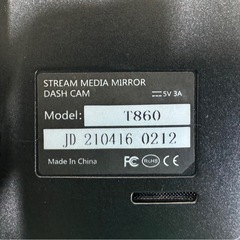 STREAM MEDIA MIRROR
DASH CAM ⎓5V 3A
Model: T860
JD 210416 0212
Made In China CE RoHS FC